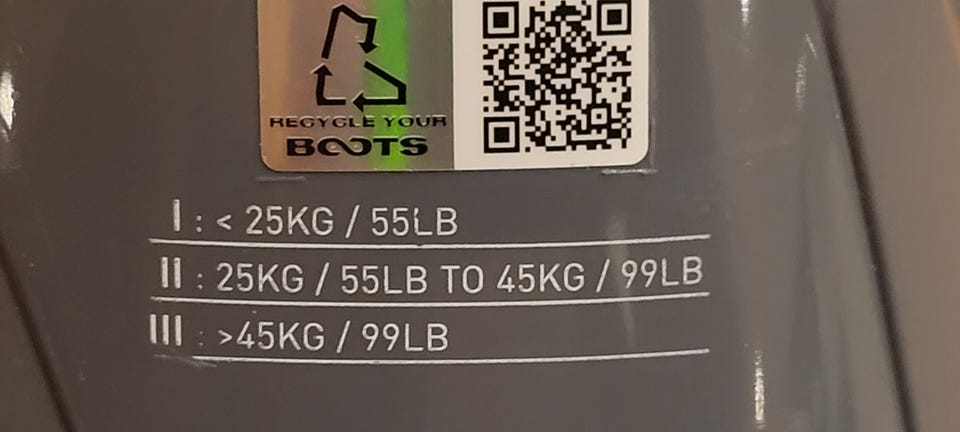 RECYCLE YOUR
BOOTS
I : < 25KG / 55LB
II : 25KG / 55LB TO 45KG / 99LB
III : >45KG / 99LB